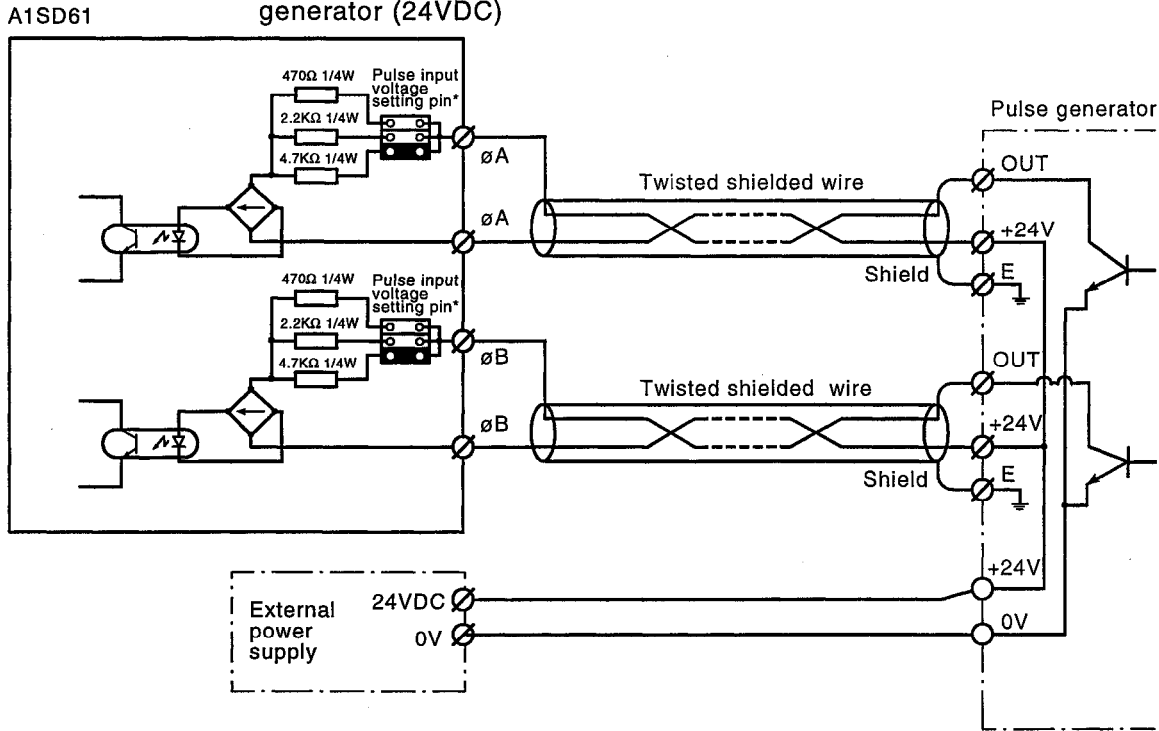 A1SD61
generator (24VDC)
470Ω 1/4W
Pulse input
voltage
setting pin*
2.2KΩ 1/4W
4.7KΩ 1/4W
øA
øA
Twisted shielded wire
Shield
Pulse generator
OUT
+24V
E
470Ω 1/4W
Pulse input
voltage
setting pin*
2.2KΩ 1/4W
4.7KΩ 1/4W
øB
øB
Twisted shielded wire
Shield
OUT
+24V
E
External
power
supply
24VDC
0V
+24V
0V